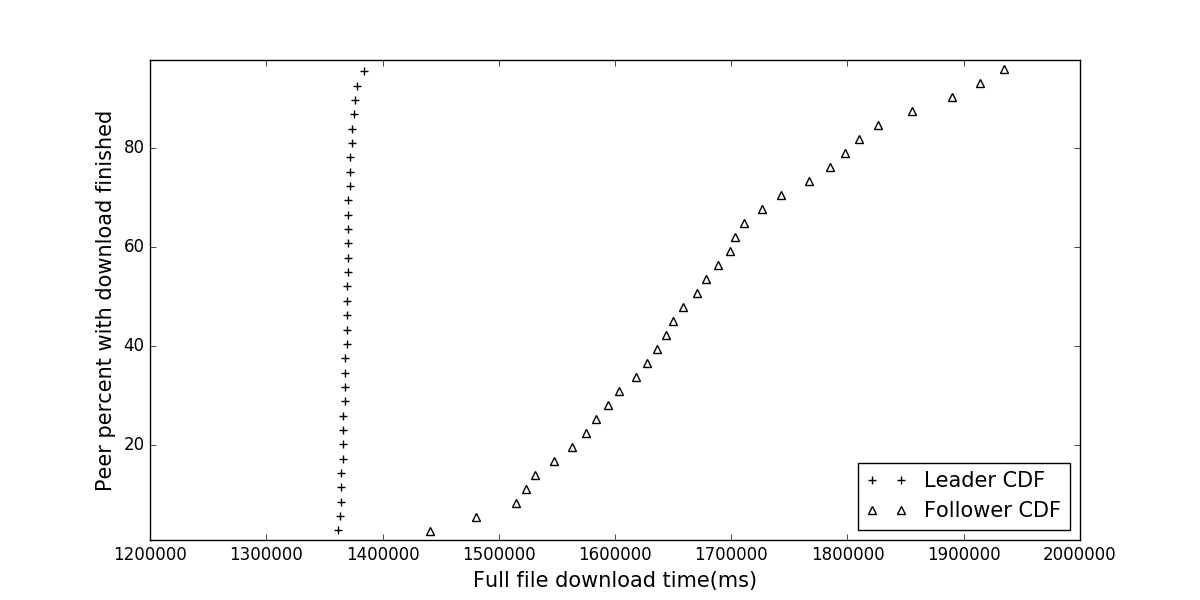 Peer percent with download finished
80
60
40
20
1200000 1300000 1400000 1500000 1600000 1700000 1800000 1900000 2000000
Full file download time(ms)
Leader CDF
Follower CDF